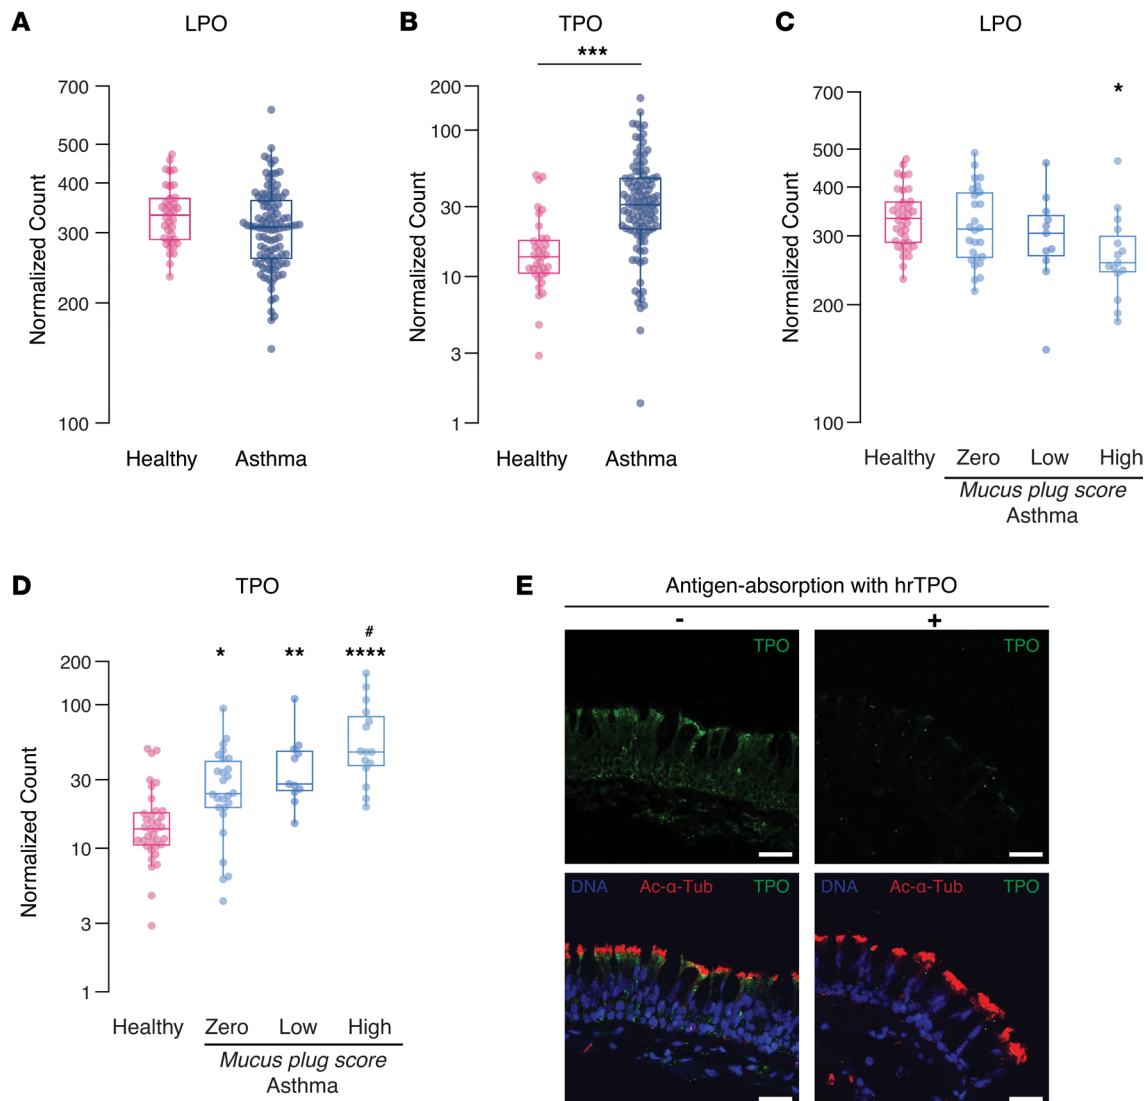 A
LPO
Normalized Count
700
500
400
300
200
100
Healthy
Asthma
B
TPO
***
Normalized Count
200
100
30
10
3
1
Healthy
Asthma
C
LPO
*
Normalized Count
700
500
400
300
200
100
Healthy
Zero
Low
High
Mucus plug score
Asthma
D
TPO
#
*
**
****
Normalized Count
200
100
30
10
3
1
Healthy
Zero
Low
High
Mucus plug score
Asthma
E
Antigen-absorption with hrTPO
-
+
TPO
TPO
DNA Ac-α-Tub TPO
DNA Ac-α-Tub TPO